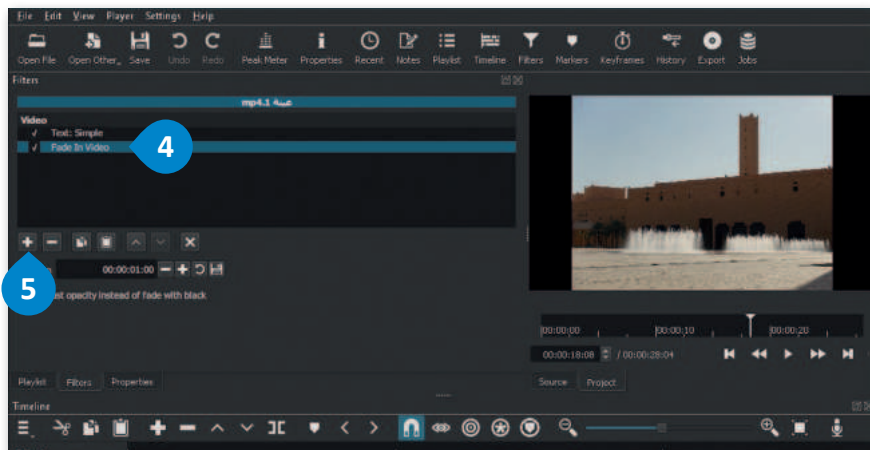 File Edit View Player Settings Help
Open File Open Other... Save Undo Redo Peak Meter Properties Recent Notes Playlist Timeline Filters Markers Keyframes History Export Jobs
Filters
عينة mp4.1
Video
✓ Text: Simple
✓ Fade In Video
4
00:00:01:00
5
opacity instead of fade with black
00:00:00 00:00:10 00:00:20
00:00:18:08 / 00:00:28:04
Playlist Filters Properties
Source Project
Timeline